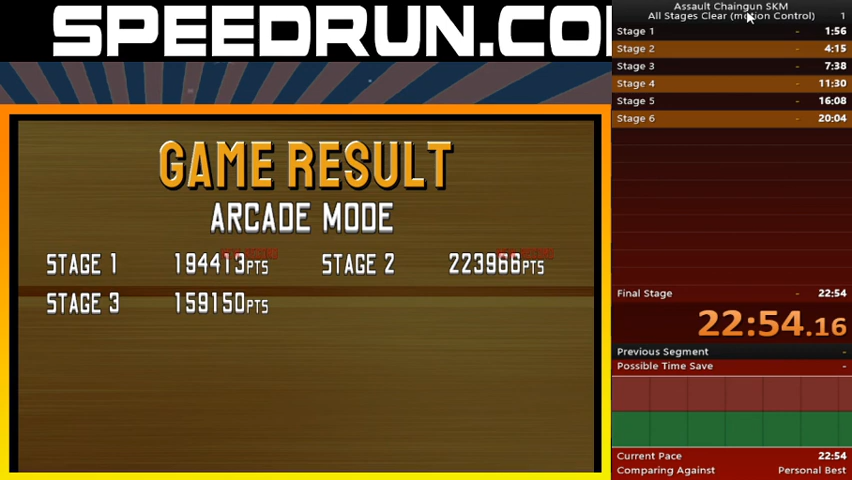 SPEEDRUN.CO
GAME RESULT
ARCADE MODE
STAGE 1 194413PTS STAGE 2 223966PTS
STAGE 3 159150PTS
Assault Chaingun SKM
All Stages Clear (motion Control) 1
Stage 1 - 1:56
Stage 2 - 4:15
Stage 3 - 7:38
Stage 4 - 11:30
Stage 5 - 16:08
Stage 6 - 20:04
Final Stage - 22:54
22:54.16
Previous Segment -
Possible Time Save -
Current Pace 22:54
Comparing Against Personal Best